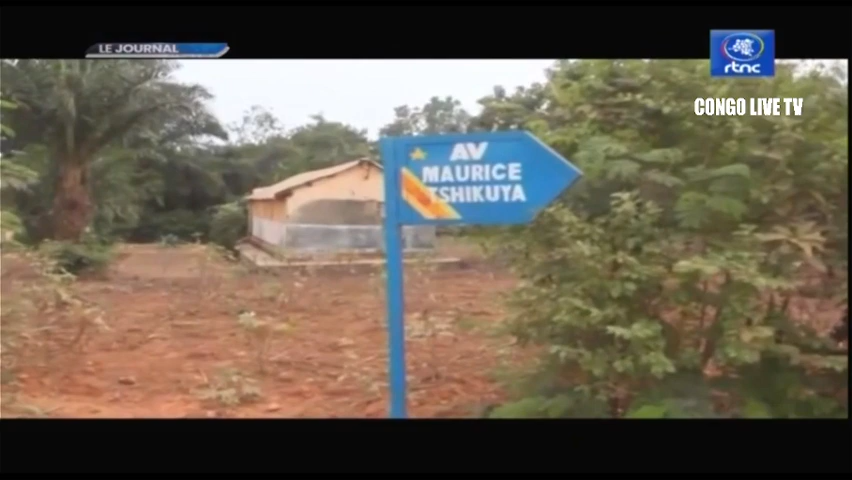 LE JOURNAL
rtnc
CONGO LIVE TV
AV
MAURICE
TSHIKUYA